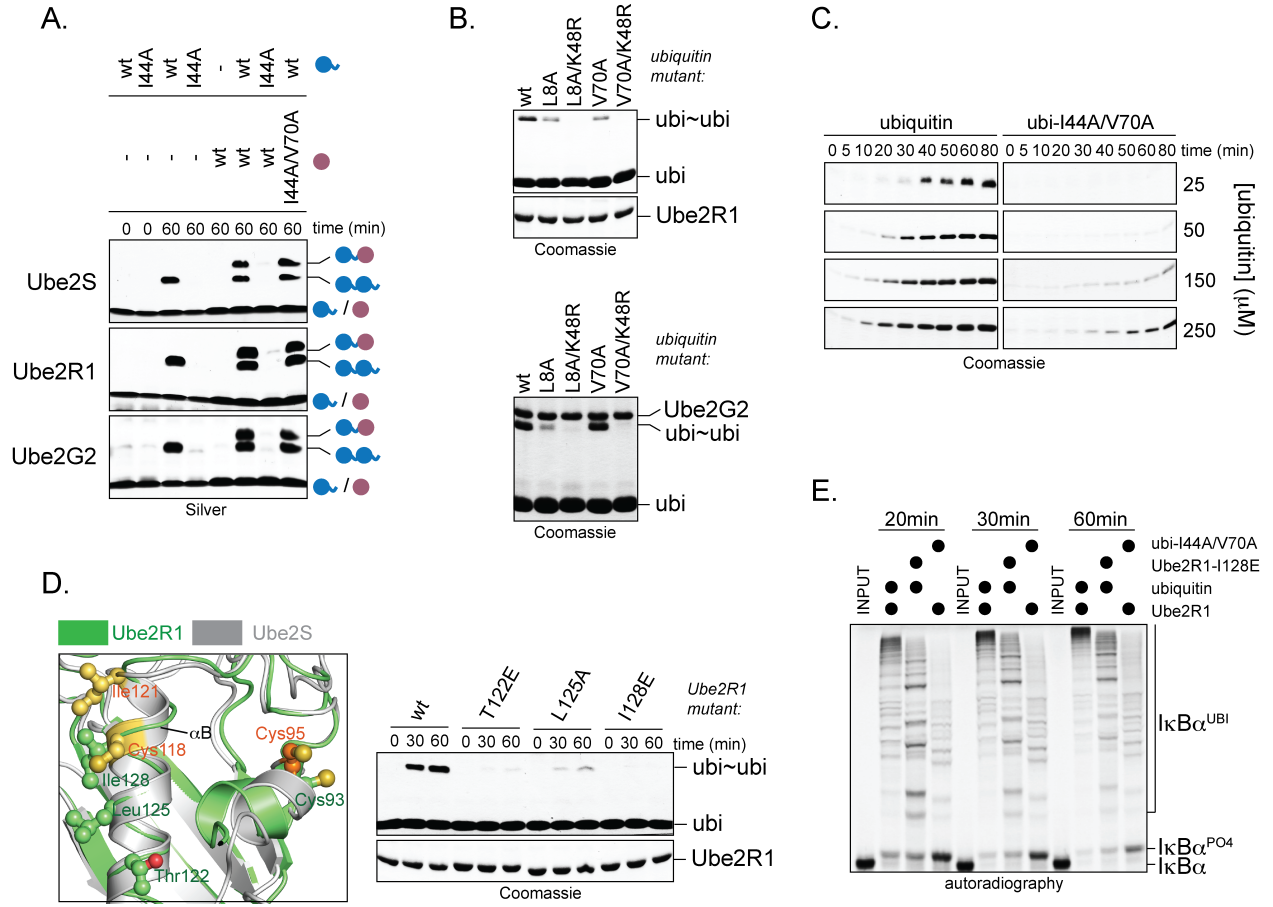 A.
wt I44A wt I44A - wt I44A wt
- - - - wt wt wt I44A/V70A
0 0 60 60 60 60 60 60 time (min)
Ube2S
/
Ube2R1
/
Ube2G2
/
Silver
B.
ubiquitin
mutant:
wt L8A L8A/K48R V70A V70A/K48R
ubi~ubi
ubi
Ube2R1
Coomassie
ubiquitin
mutant:
wt L8A L8A/K48R V70A V70A/K48R
Ube2G2
ubi~ubi
ubi
Coomassie
C.
ubiquitin ubi-I44A/V70A
0 5 10 20 30 40 50 60 80 0 5 10 20 30 40 50 60 80 time (min)
25
50
150
250
[ubiquitin] (μM)
Coomassie
D.
Ube2R1 Ube2S
Ile121
αB
Cys118
Cys95
Ile128
Cys93
Leu125
Thr122
wt T122E L125A I128E
Ube2R1
mutant:
0 30 60 0 30 60 0 30 60 0 30 60 time (min)
ubi~ubi
ubi
Ube2R1
Coomassie
E.
20min 30min 60min
ubi-I44A/V70A
Ube2R1-I128E
ubiquitin
Ube2R1
INPUT INPUT INPUT
IκBα^UBI
IκBα^PO4
IκBα
autoradiography